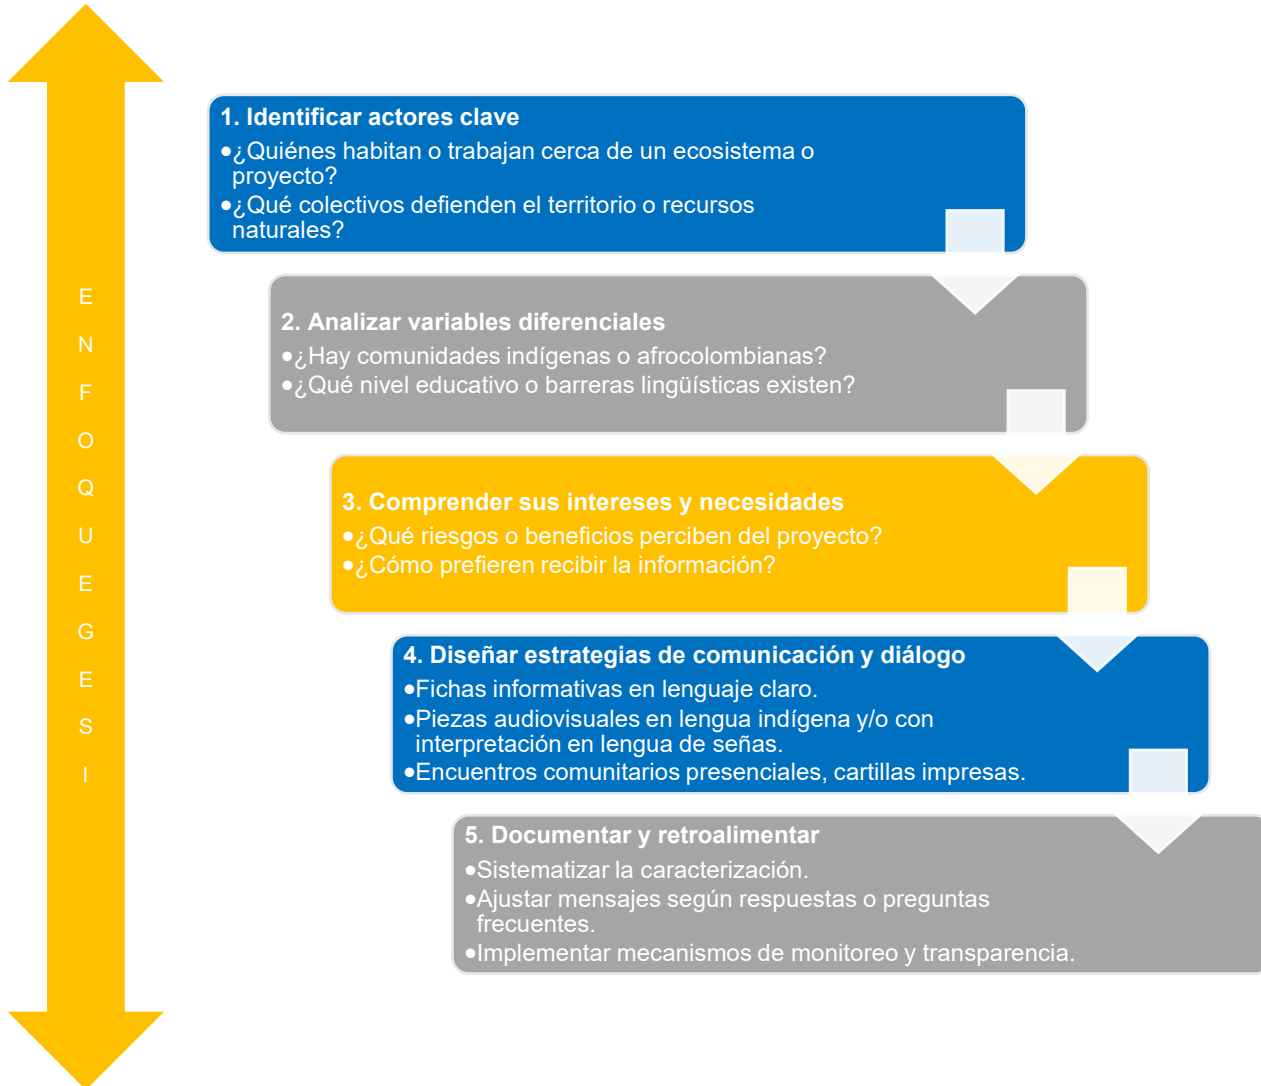 E
N
F
O
Q
U
E
G
E
S
I
1. Identificar actores clave
•¿Quiénes habitan o trabajan cerca de un ecosistema o
proyecto?
•¿Qué colectivos defienden el territorio o recursos
naturales?
2. Analizar variables diferenciales
•¿Hay comunidades indígenas o afrocolombianas?
•¿Qué nivel educativo o barreras lingüísticas existen?
3. Comprender sus intereses y necesidades
•¿Qué riesgos o beneficios perciben del proyecto?
•¿Cómo prefieren recibir la información?
4. Diseñar estrategias de comunicación y diálogo
•Fichas informativas en lenguaje claro.
•Piezas audiovisuales en lengua indígena y/o con
interpretación en lengua de señas.
•Encuentros comunitarios presenciales, cartillas impresas.
5. Documentar y retroalimentar
•Sistematizar la caracterización.
•Ajustar mensajes según respuestas o preguntas
frecuentes.
•Implementar mecanismos de monitoreo y transparencia.